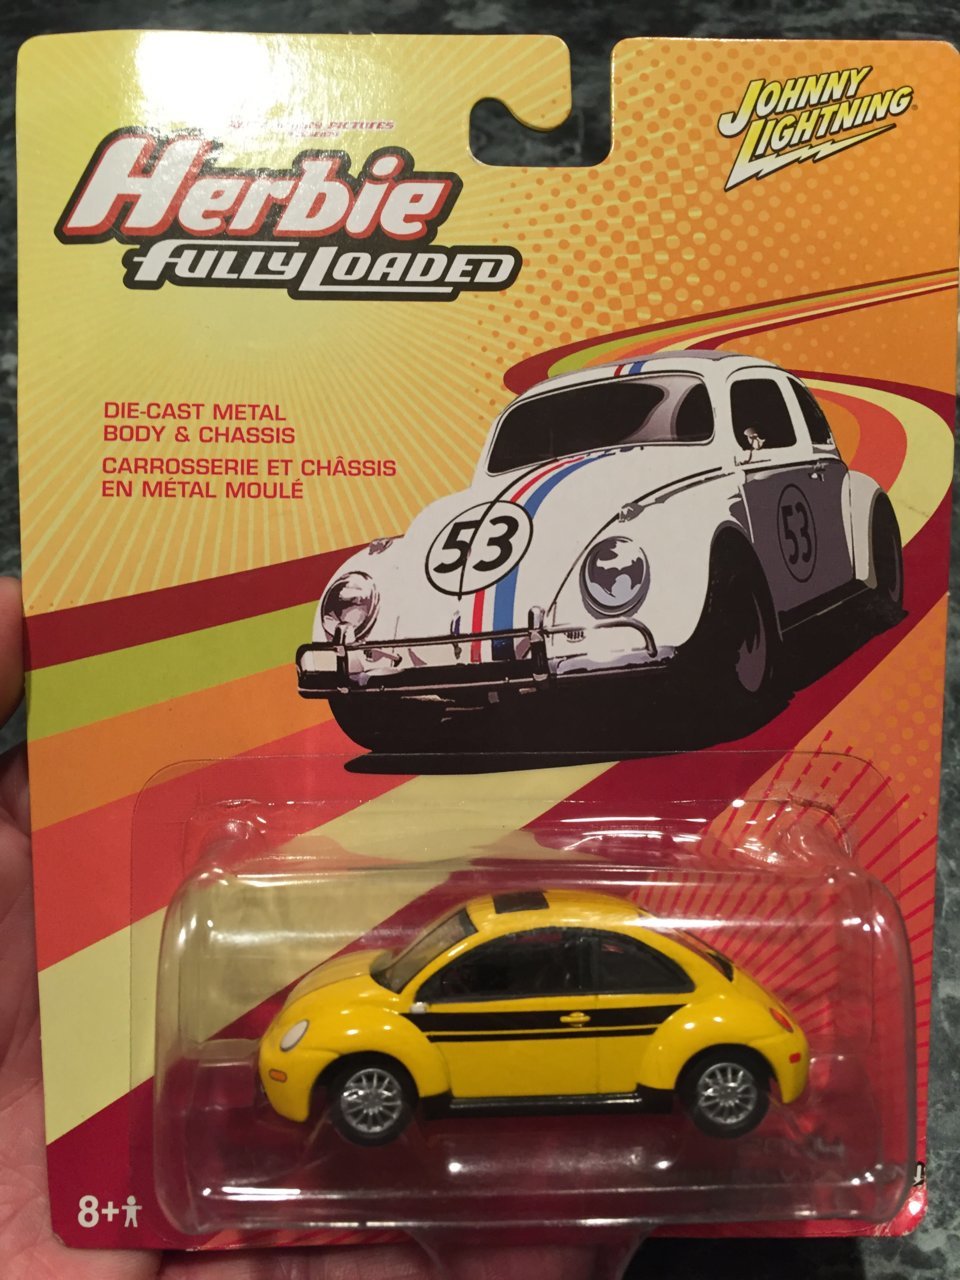 Herbie
FULLY LOADED
JOHNNY
LIGHTNING
DIE-CAST METAL
BODY & CHASSIS
CARROSSERIE ET CHÂSSIS
EN MÉTAL MOULÉ
53
53
8+